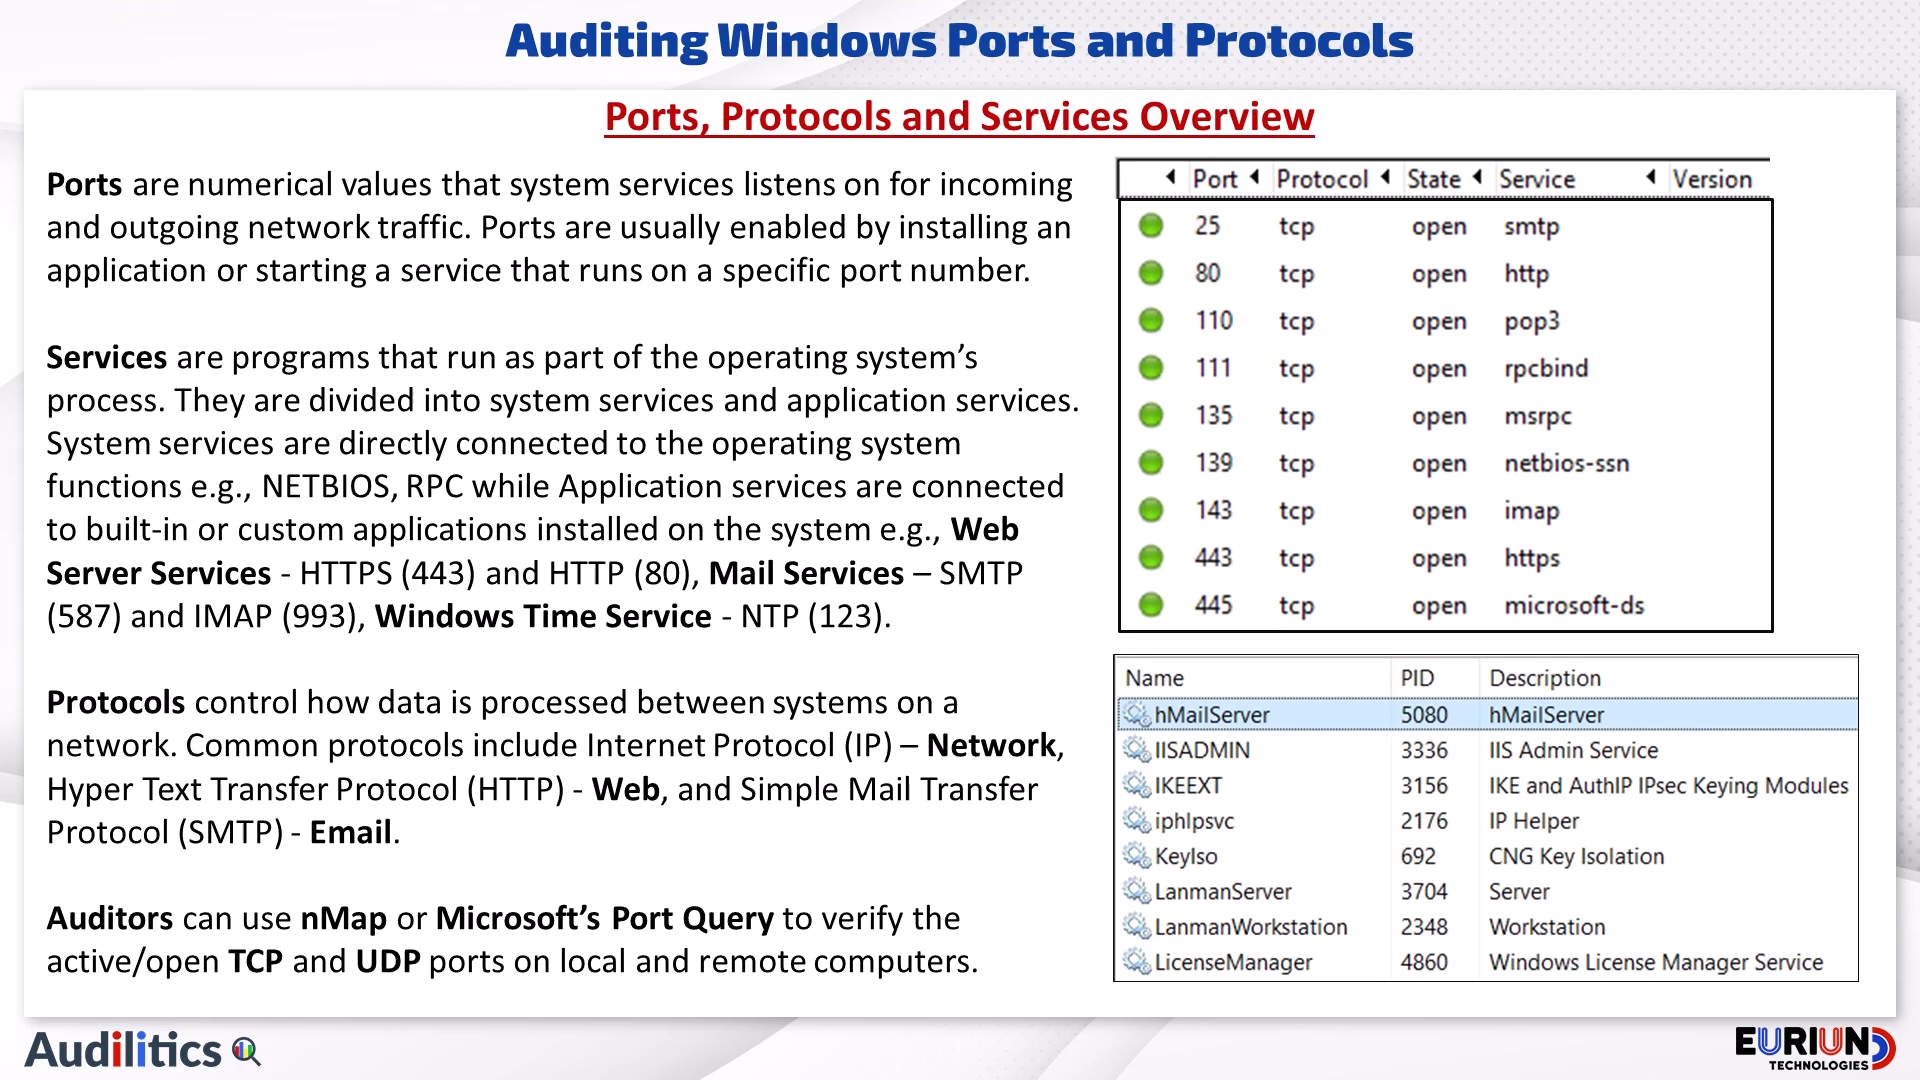 Auditing Windows Ports and Protocols
Ports, Protocols and Services Overview
Ports are numerical values that system services listens on for incoming
and outgoing network traffic. Ports are usually enabled by installing an
application or starting a service that runs on a specific port number.
Services are programs that run as part of the operating system’s
process. They are divided into system services and application services.
System services are directly connected to the operating system
functions e.g., NETBIOS, RPC while Application services are connected
to built-in or custom applications installed on the system e.g., Web
Server Services - HTTPS (443) and HTTP (80), Mail Services – SMTP
(587) and IMAP (993), Windows Time Service - NTP (123).
Protocols control how data is processed between systems on a
network. Common protocols include Internet Protocol (IP) – Network,
Hyper Text Transfer Protocol (HTTP) - Web, and Simple Mail Transfer
Protocol (SMTP) - Email.
Auditors can use nMap or Microsoft’s Port Query to verify the
active/open TCP and UDP ports on local and remote computers.
Port Protocol State Service Version
25 tcp open smtp
80 tcp open http
110 tcp open pop3
111 tcp open rpcbind
135 tcp open msrpc
139 tcp open netbios-ssn
143 tcp open imap
443 tcp open https
445 tcp open microsoft-ds
Name PID Description
hMailServer 5080 hMailServer
IISADMIN 3336 IIS Admin Service
IKEEXT 3156 IKE and AuthIP IPsec Keying Modules
iphlpsvc 2176 IP Helper
KeyIso 692 CNG Key Isolation
LanmanServer 3704 Server
LanmanWorkstation 2348 Workstation
LicenseManager 4860 Windows License Manager Service
Audilitics
EURIUN
TECHNOLOGIES